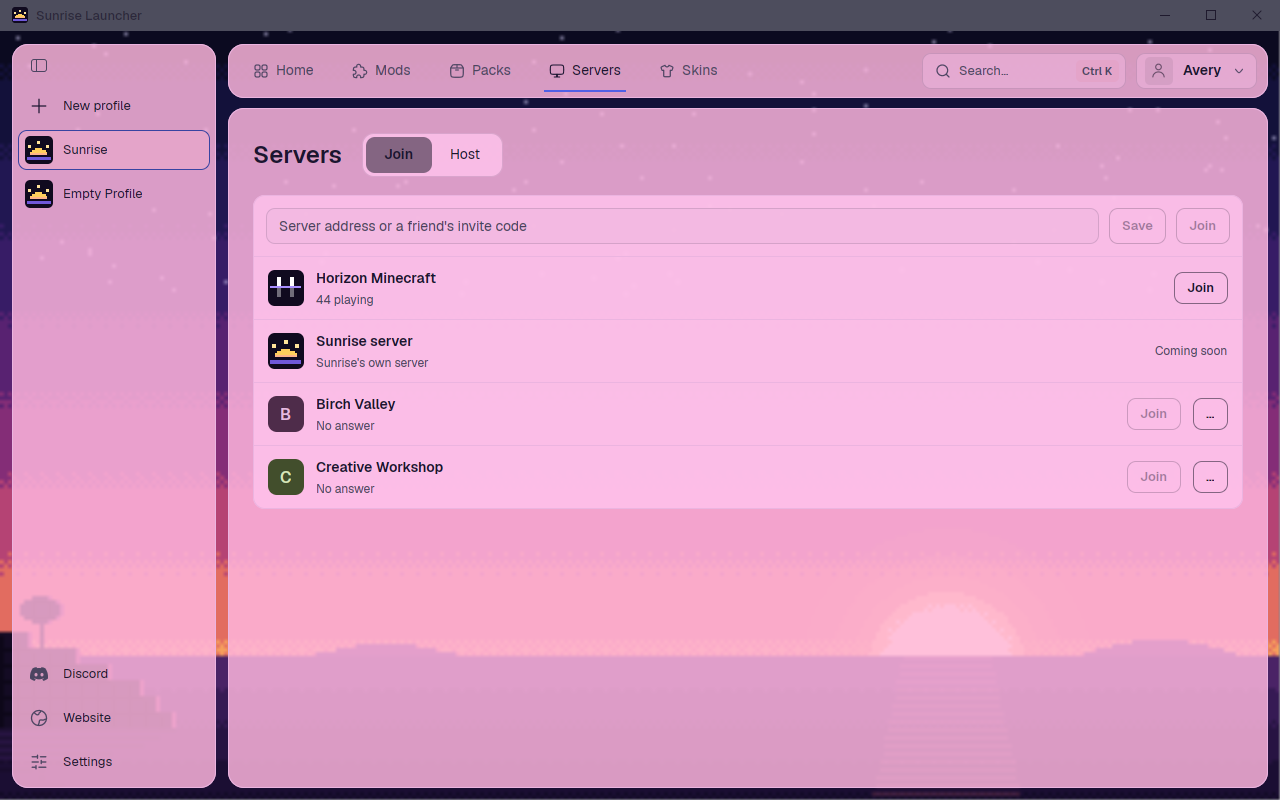 Sunrise Launcher
New profile
Sunrise
Empty Profile
Discord
Website
Settings
Home
Mods
Packs
Servers
Skins
Search...
Ctrl K
Avery
Servers
Join
Host
Server address or a friend's invite code
Save
Join
Horizon Minecraft
44 playing
Join
Sunrise server
Sunrise's own server
Coming soon
B
Birch Valley
No answer
Join
...
C
Creative Workshop
No answer
Join
...